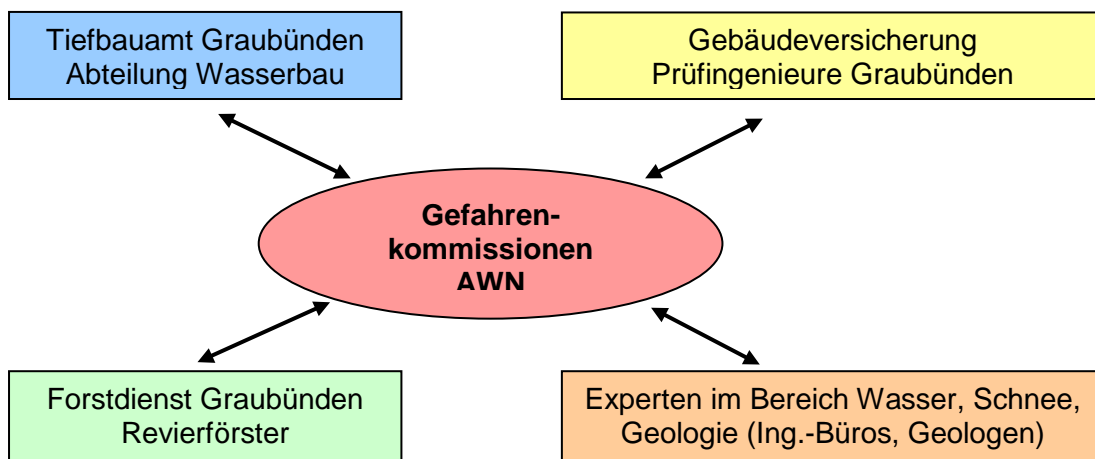 Tiefbauamt Graubünden
Abteilung Wasserbau
Gebäudeversicherung
Prüfingenieure Graubünden
Gefahren-
kommissionen
AWN
Forstdienst Graubünden
Revierförster
Experten im Bereich Wasser, Schnee,
Geologie (Ing.-Büros, Geologen)